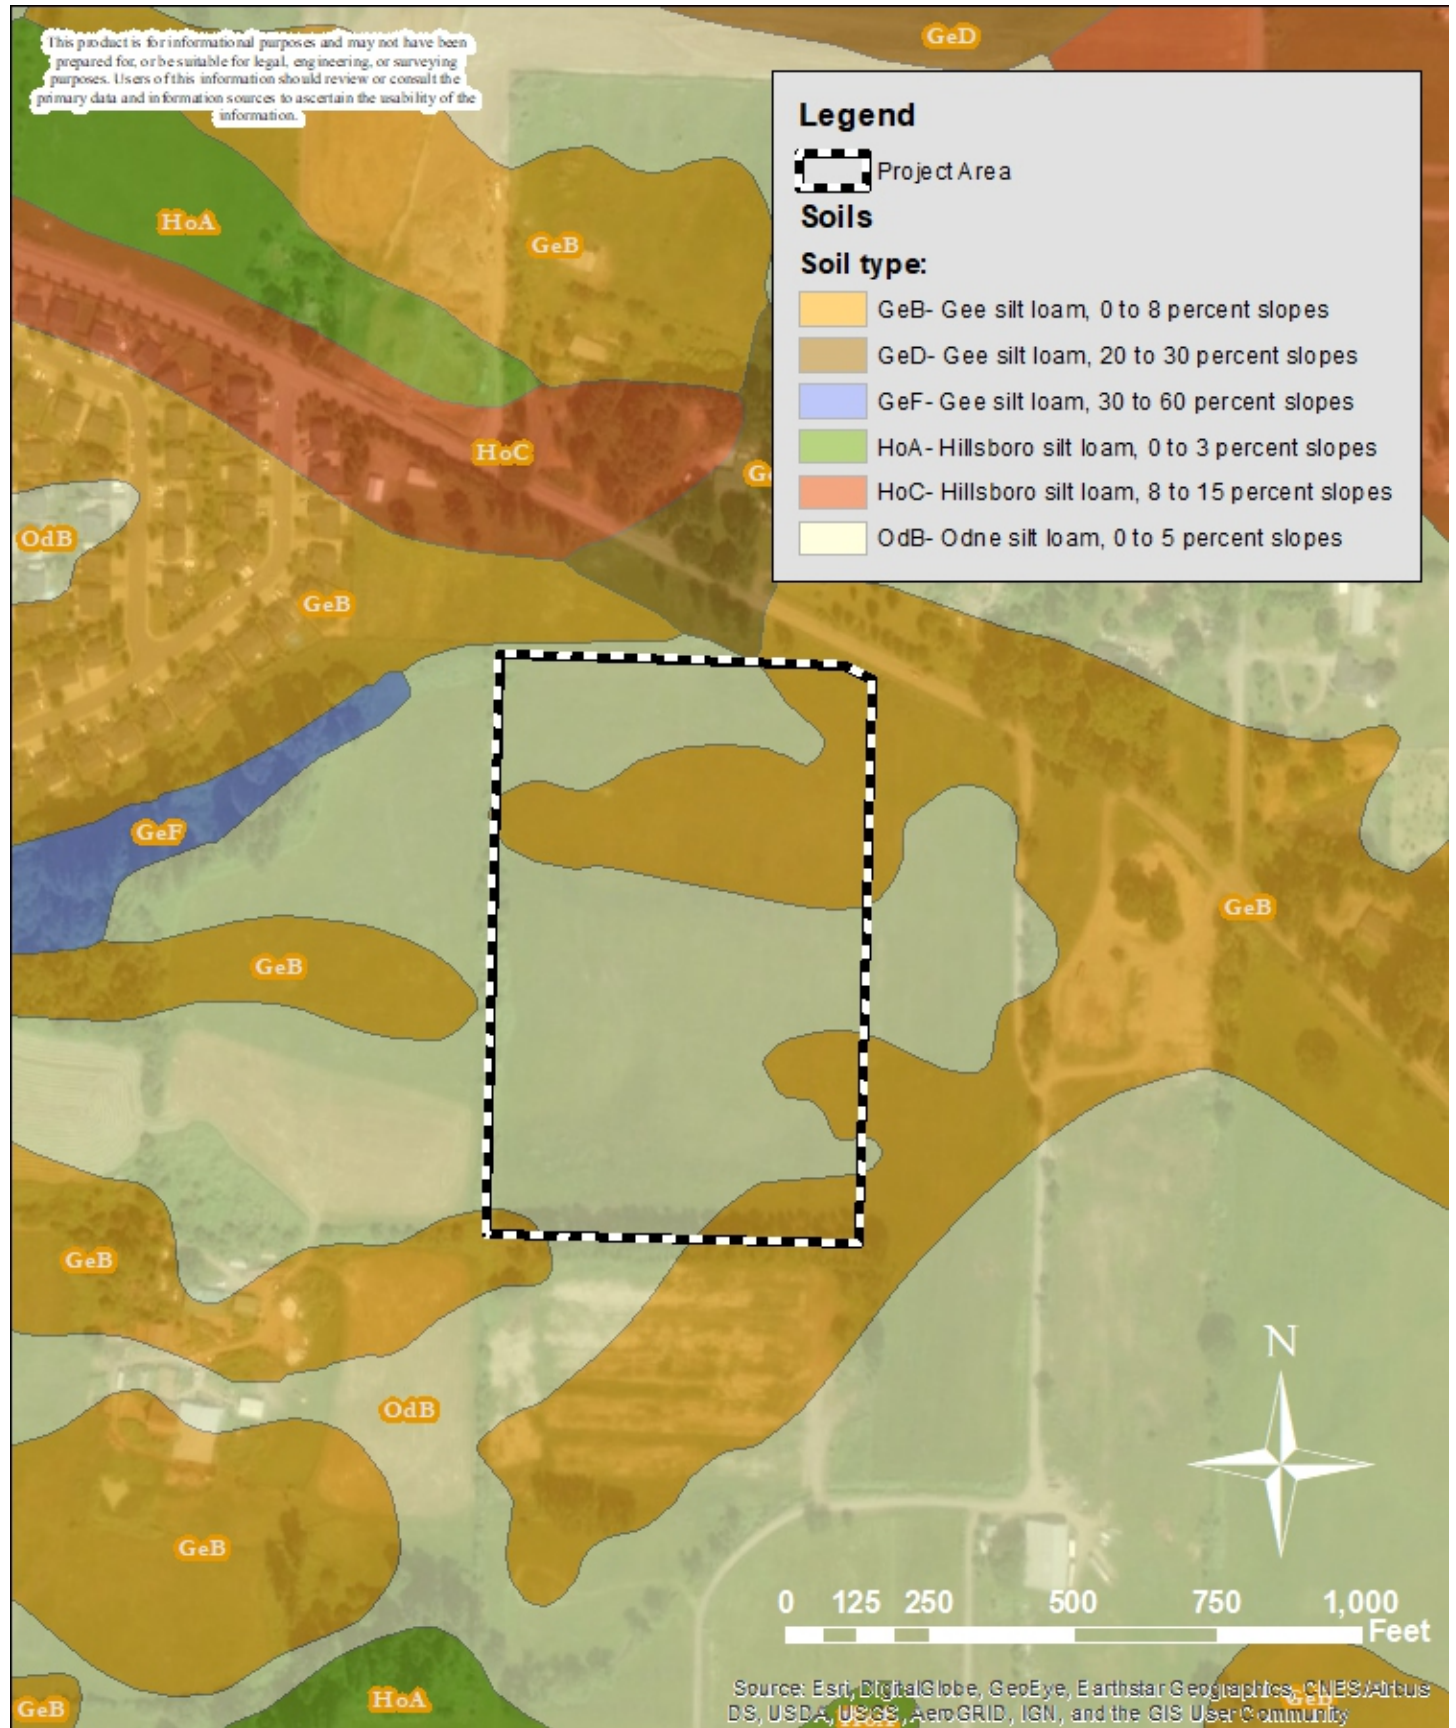 This product is for informational purposes and may not have been
prepared for, or be suitable for legal, engineering, or surveying
purposes. Users of this information should review or consult the
primary data and information sources to ascertain the usability of the
information.
GeD
Legend
Project Area
Soils
Soil type:
GeB- Gee silt loam, 0 to 8 percent slopes
GeD- Gee silt loam, 20 to 30 percent slopes
GeF- Gee silt loam, 30 to 60 percent slopes
HoA- Hillsboro silt loam, 0 to 3 percent slopes
HoC- Hillsboro silt loam, 8 to 15 percent slopes
OdB- Odne silt loam, 0 to 5 percent slopes
HoA
GeB
HoC
OdB
GeB
GeF
GeB
GeB
GeB
OdB
GeB
N
0 125 250 500 750 1,000
Feet
GeB
HoA
GeB
HoA
Source: Esri, DigitalGlobe, GeoEye, Earthstar Geographics, CNES/Airbus
DS, USDA, USGS, AeroGRID, IGN, and the GIS User Community